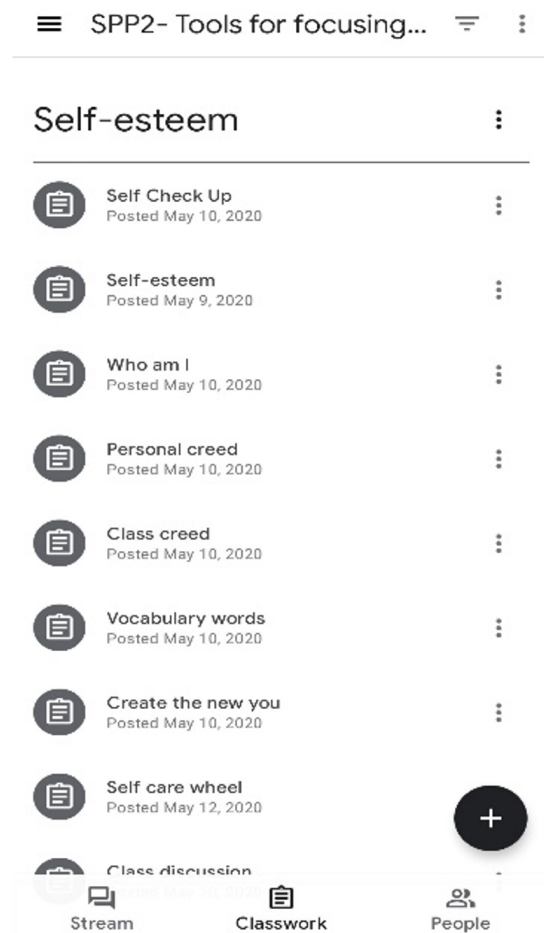 SPP2- Tools for focusing...
Self-esteem
Self Check Up
Posted May 10, 2020
Self-esteem
Posted May 9, 2020
Who am I
Posted May 10, 2020
Personal creed
Posted May 10, 2020
Class creed
Posted May 10, 2020
Vocabulary words
Posted May 10, 2020
Create the new you
Posted May 10, 2020
Self care wheel
Posted May 12, 2020
Class discussion
Stream
Classwork
People